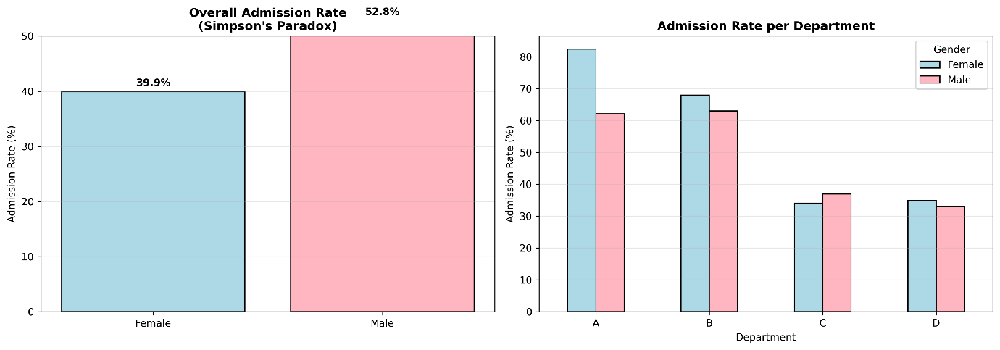 Overall Admission Rate
(Simpson's Paradox)
52.8%
50
40
30
20
10
0
Admission Rate (%)
39.9%
Female
Male
Admission Rate per Department
80
70
60
50
40
30
20
10
0
Admission Rate (%)
Gender
Female
Male
A
B
C
D
Department